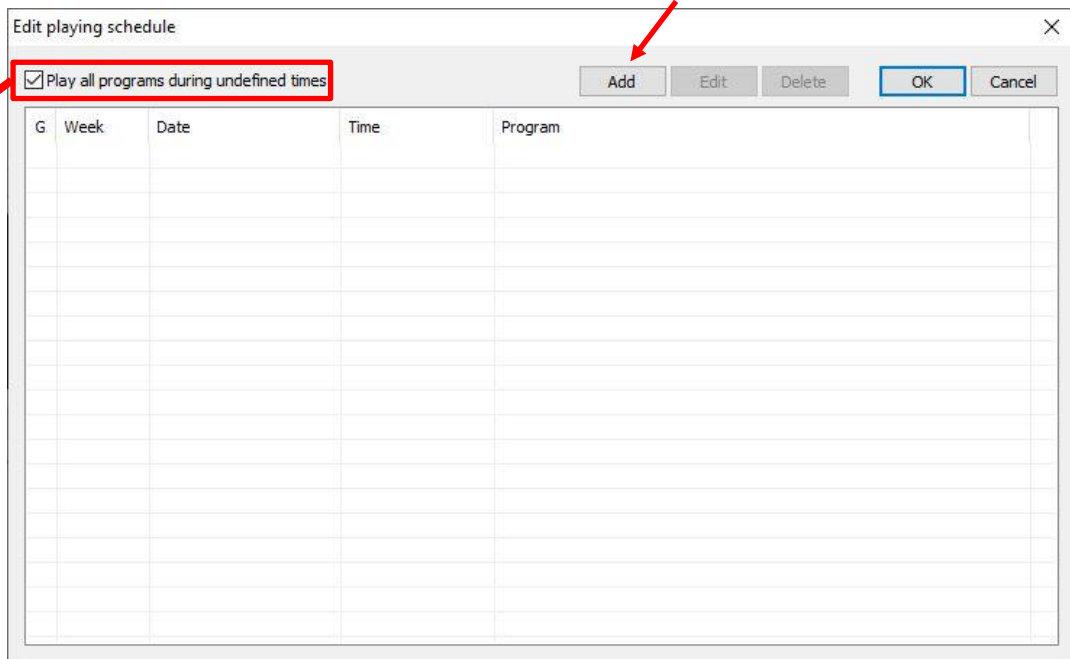 Edit playing schedule
Play all programs during undefined times Add Edit Delete OK Cancel
G Week Date Time Program